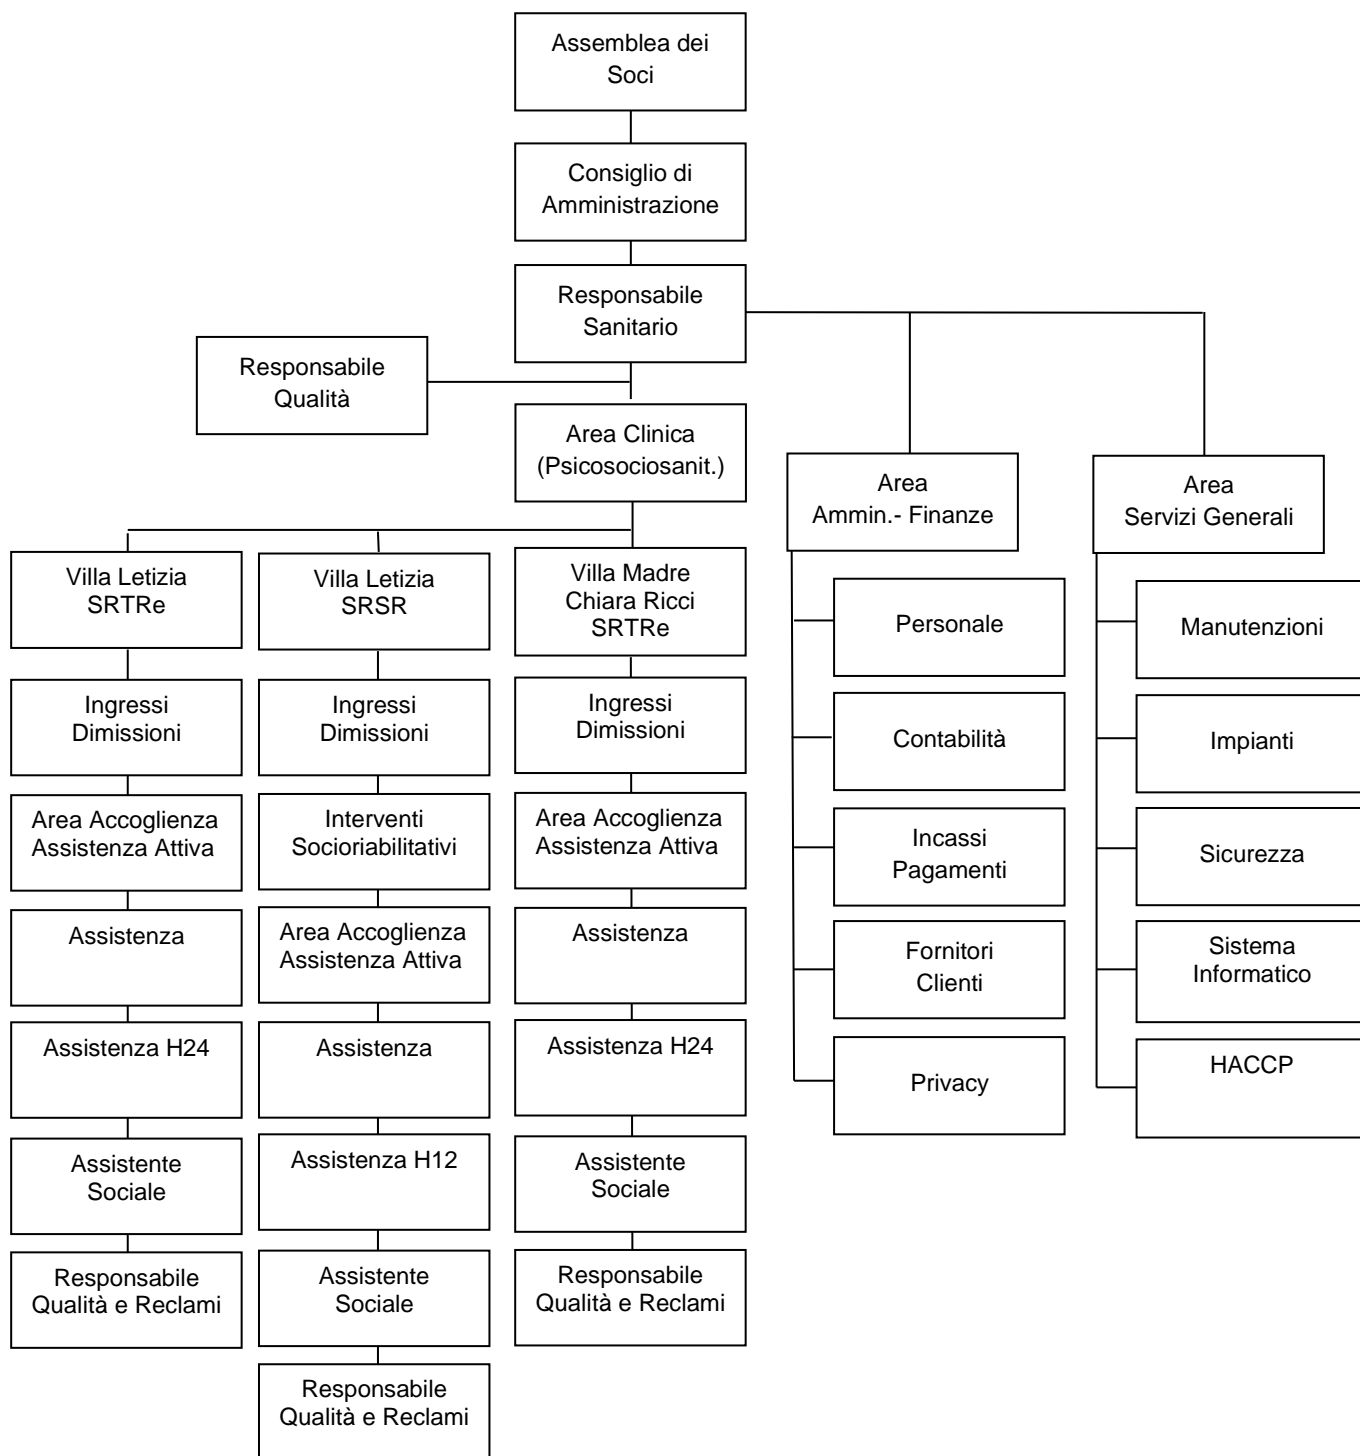 Assemblea dei
Soci
Consiglio di
Amministrazione
Responsabile
Sanitario
Responsabile
Qualità
Area Clinica
(Psicosociosanit.)
Area
Ammin.- Finanze
Area
Servizi Generali
Villa Letizia
SRTRe
Ingressi
Dimissioni
Area Accoglienza
Assistenza Attiva
Assistenza
Assistenza H24
Assistente
Sociale
Responsabile
Qualità e Reclami
Villa Letizia
SRSR
Ingressi
Dimissioni
Interventi
Socioriabilitativi
Area Accoglienza
Assistenza Attiva
Assistenza
Assistenza H12
Assistente
Sociale
Responsabile
Qualità e Reclami
Villa Madre
Chiara Ricci
SRTRe
Ingressi
Dimissioni
Area Accoglienza
Assistenza Attiva
Assistenza
Assistenza H24
Assistente
Sociale
Responsabile
Qualità e Reclami
Personale
Contabilità
Incassi
Pagamenti
Fornitori
Clienti
Privacy
Manutenzioni
Impianti
Sicurezza
Sistema
Informatico
HACCP